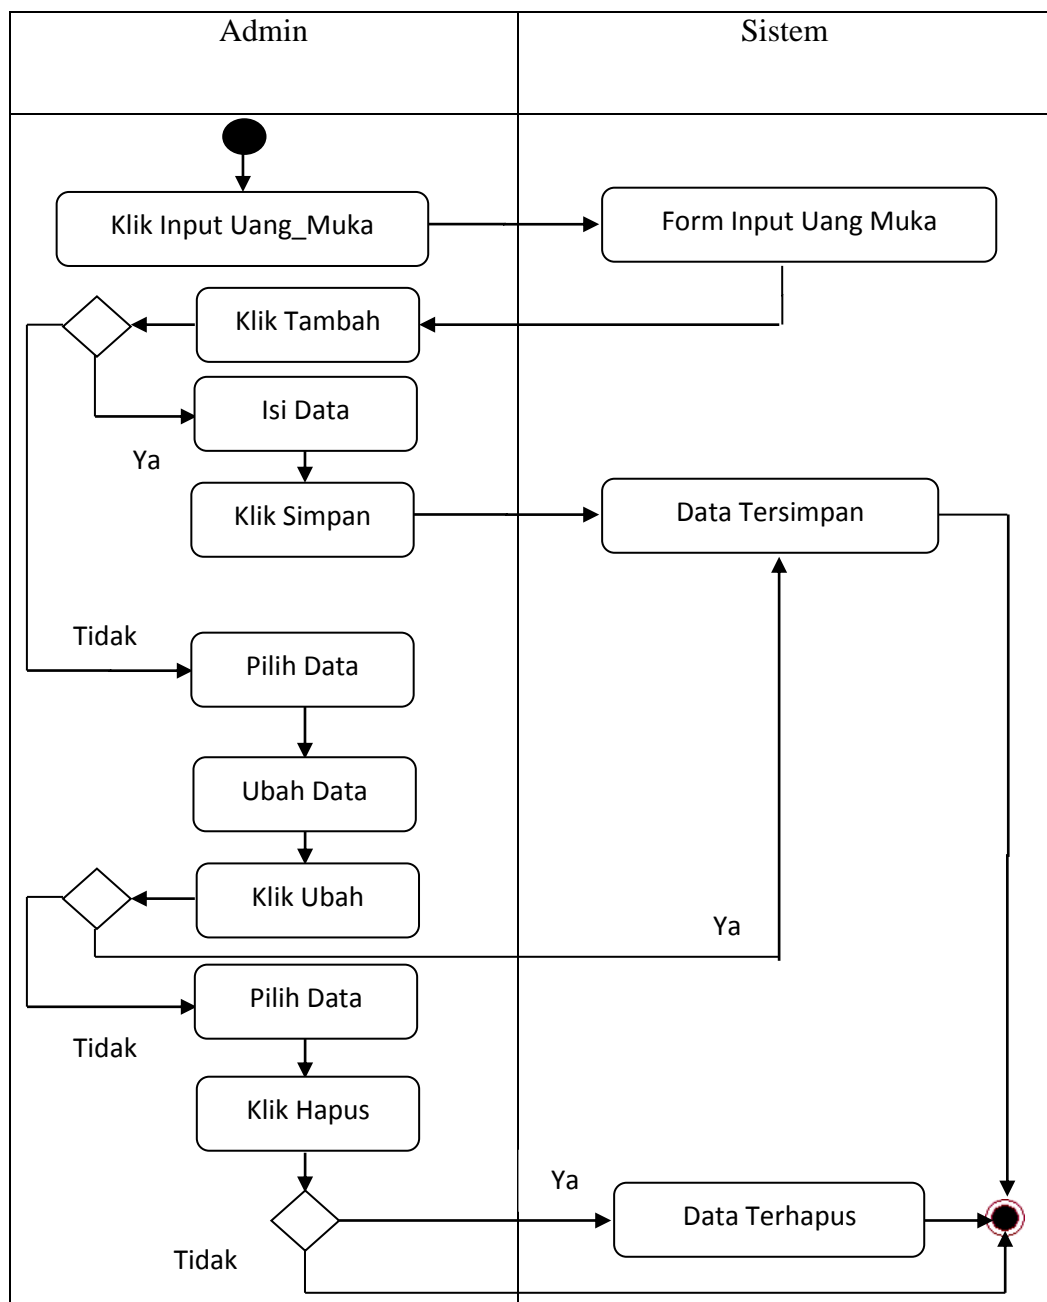 Admin
Sistem
Klik Input Uang_Muka
Form Input Uang Muka
Klik Tambah
Isi Data
Ya
Klik Simpan
Data Tersimpan
Tidak
Pilih Data
Ubah Data
Klik Ubah
Ya
Pilih Data
Tidak
Klik Hapus
Ya
Data Terhapus
Tidak